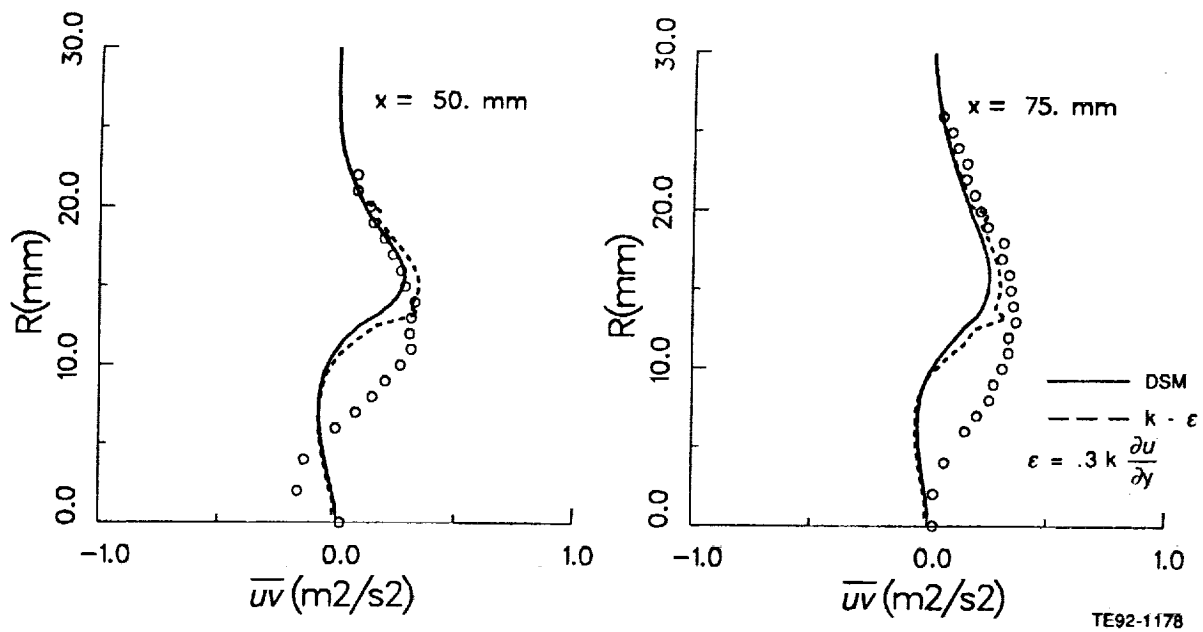 30.0
20.0
10.0
0.0
R(mm)
x = 50. mm
-1.0
0.0
1.0
uv (m2/s2)
30.0
20.0
10.0
0.0
R(mm)
x = 75. mm
DSM
k - ε
ε = .3 k ∂u/∂y
-1.0
0.0
1.0
uv (m2/s2)
TE92-1178